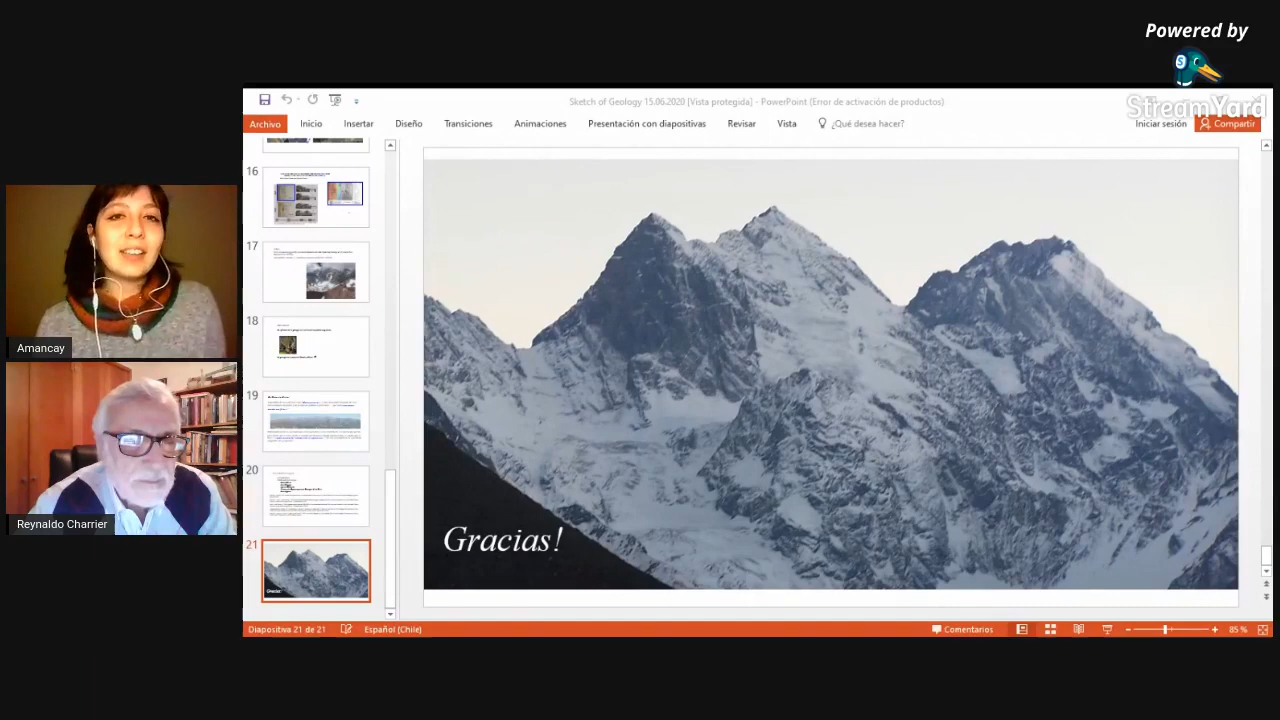 Powered by
StreamYard
Sketch of Geology 15.06.2020 [Vista protegida] - PowerPoint (Error de activación de productos)
Archivo Inicio Insertar Diseño Transiciones Animaciones Presentación con diapositivas Revisar Vista ¿Qué desea hacer? Iniciar sesión Compartir
16
17
18
19
20
21
Amancay
Reynaldo Charrier
Gracias!
Diapositiva 21 de 21 Español (Chile) Comentarios 85 %